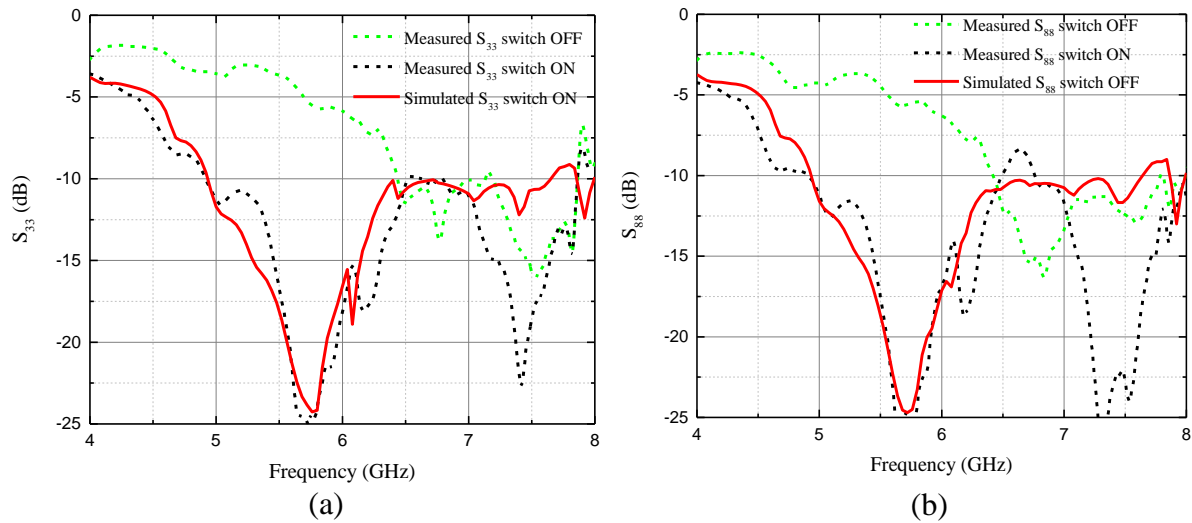 0
-5
-10
-15
-20
-25
S33 (dB)
Measured S33 switch OFF
Measured S33 switch ON
Simulated S33 switch ON
4
5
6
7
8
Frequency (GHz)
(a)
0
-5
-10
-15
-20
-25
S88 (dB)
Measured S88 switch OFF
Measured S88 switch ON
Simulated S88 switch OFF
4
5
6
7
8
Frequency (GHz)
(b)